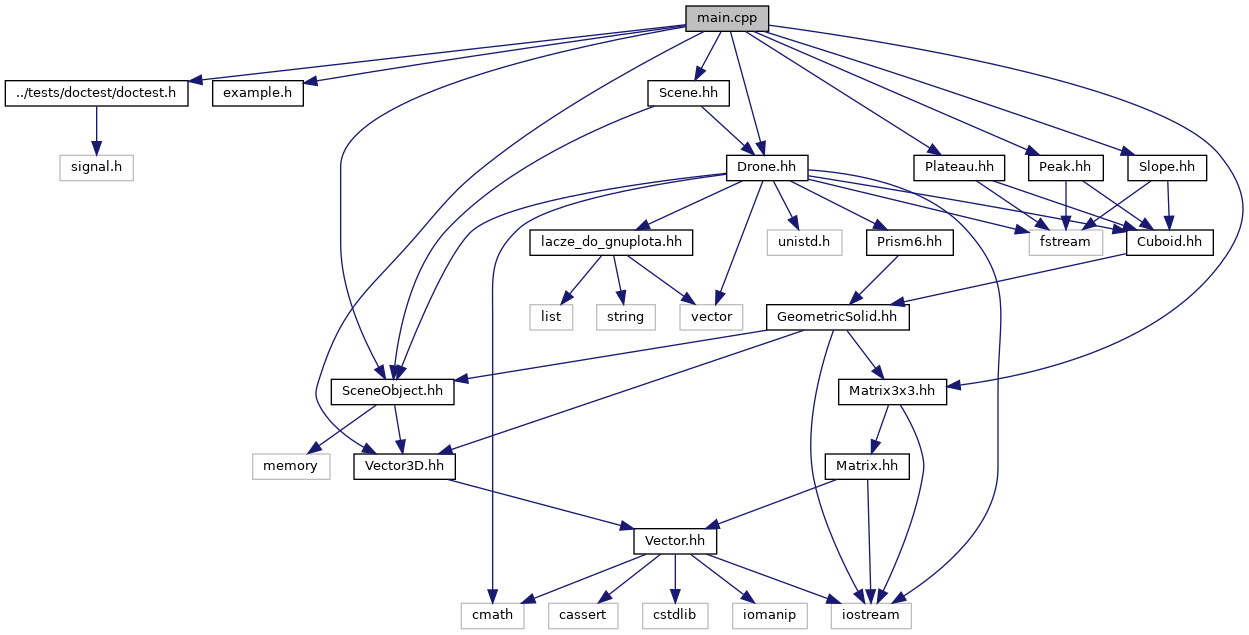 main.cpp
../tests/doctest/doctest.h
example.h
Scene.hh
signal.h
Drone.hh
Plateau.hh
Peak.hh
Slope.hh
lacze_do_gnuplota.hh
unistd.h
Prism6.hh
fstream
Cuboid.hh
list
string
vector
GeometricSolid.hh
SceneObject.hh
Matrix3x3.hh
memory
Vector3D.hh
Matrix.hh
Vector.hh
cmath
cassert
cstdlib
iomanip
iostream